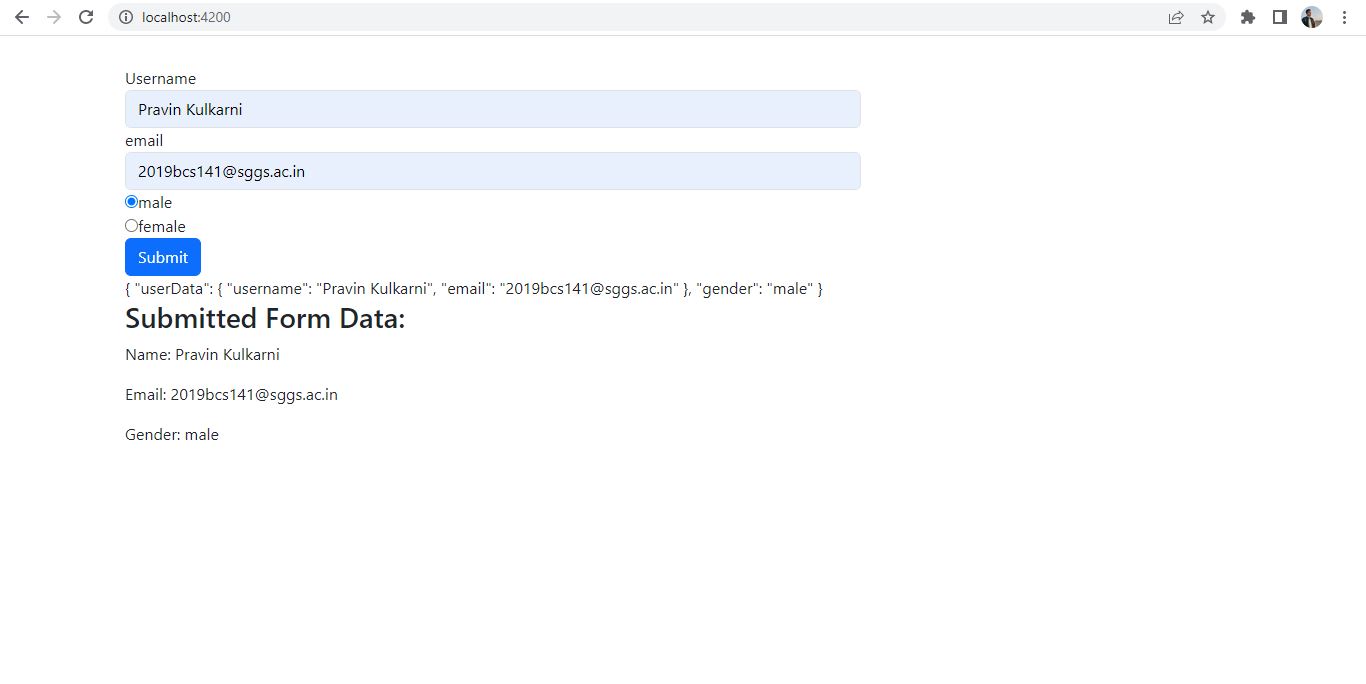 localhost:4200
Username
Pravin Kulkarni
email
2019bcs141@sggs.ac.in
male
female
Submit
{ "userData": { "username": "Pravin Kulkarni", "email": "2019bcs141@sggs.ac.in" }, "gender": "male" }
Submitted Form Data:
Name: Pravin Kulkarni
Email: 2019bcs141@sggs.ac.in
Gender: male